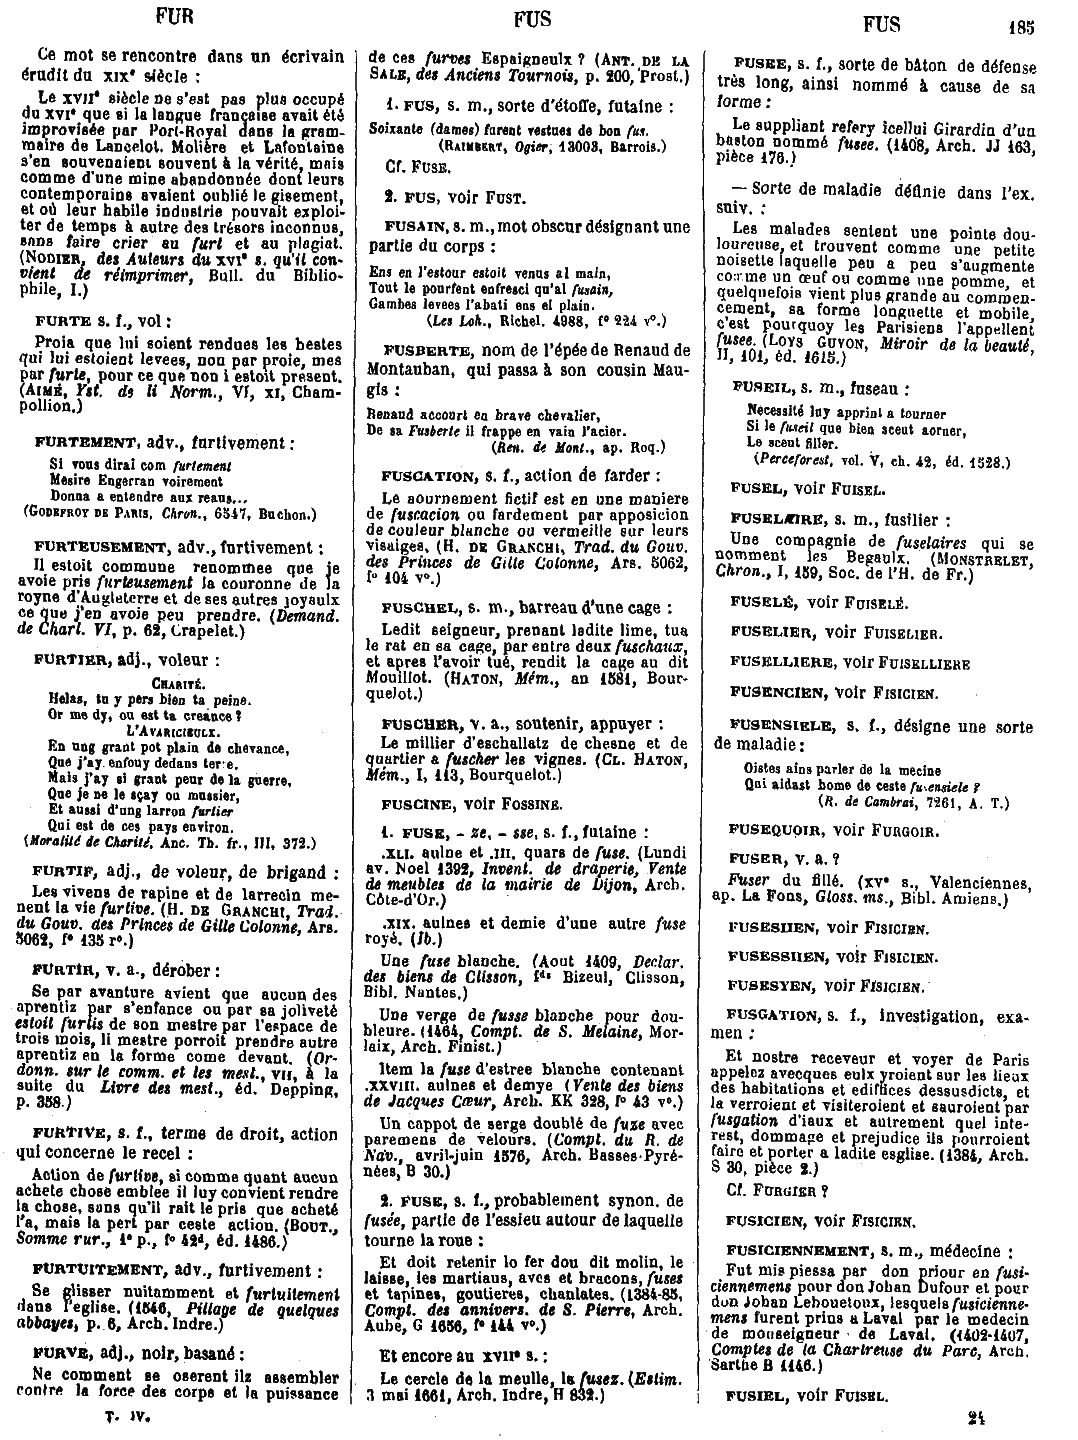 FUR
FUS
FUS
185
Ce mot se rencontre dans un écrivain
érudit du XIXᵉ siècle :
Le XVIIᵉ siècle ne s'est pas plus occupé
du XVIᵉ que si la langue française avait été
improvisée par Port-Royal dans la gram-
maire de Lancelot. Molière et Lafontaine
s'en souvenaient souvent à la vérité, mais
comme d'une mine abandonnée dont leurs
contemporains avaient oublié le gisement,
et où leur habile industrie pouvait exploi-
ter de temps à autre des trésors inconnus,
sans faire crier au furt et au plagiat.
(NODIER, des Auteurs du XVIᵉ s. qu'il con-
vient de réimprimer, Bull. du Biblio-
phile, I.)
FURTE s. f., vol :
Proia que lui soient rendues les bestes
qui lui estoient levees, non par proie, mes
par furte, pour ce que non i estoit present.
(AIMÉ, Yst. de li Norm., VI, XI, Cham-
pollion.)
FURTEMENT, adv., furtivement :
Si vous dirai com furtement
Mesire Engerran voirement
Donna a entendre aux reans...
(GODEFROY DE PARIS, Chron., 6547, Buchon.)
FURTEUSEMENT, adv., furtivement :
Il estoit commune renommee que je
avoie pris furteusement la couronne de la
royne d'Augleterre et de ses autres joyaulx
ce que j'en avoie peu prendre. (Demand.
de Charl. VI, p. 62, Crapelet.)
FURTIER, adj., voleur :
CHARITÉ.
Helas, tu y pers bien ta peine.
Or me dy, ou est ta creance ?
L'AVARICIEULX.
En ung grant pot plain de chevance,
Que j'ay enfouy dedans terre.
Mais j'ay si grant peur de la guerre,
Que je ne le sçay ou mussier,
Et aussi d'ung larron furtier
Qui est de ces pays environ.
(Moralité de Charité, Anc. Th. fr., III, 372.)
FURTIF, adj., de voleur, de brigand :
Les vivens de rapine et de larrecin me-
nent la vie furtive. (H. DE GRANCHI, Trad.
du Gouv. des Princes de Gille Colonne, Ars.
5062, fᵒ 135 rᵒ.)
FURTIR, v. a., dérober :
Se par avanture avient que aucun des
aprentiz par s'enfance ou par sa joliveté
estoit furtis de son mestre par l'espace de
trois mois, li mestre porroit prendre autre
aprentiz en la forme come devant. (Or-
donn. sur le comm. et les mest., VII, à la
suite du Livre des mest., éd. Depping,
p. 358.)
FURTIVE, s. f., terme de droit, action
qui concerne le recel :
Action de furtive, si comme quant aucun
achete chose emblee il luy convient rendre
la chose, sans qu'il rait le pris que acheté
l'a, mais la pert par ceste action. (BOUT.,
Somme rur., 1ᵉ p., fᵒ 42ᵈ, éd. 1486.)
FURTUITEMENT, adv., furtivement :
Se glisser nuitamment et furtuitement
dans l'eglise. (1546, Pillage de quelques
abbayes, p. 6, Arch. Indre.)
FURVE, adj., noir, basané :
Ne comment se oserent ilz assembler
contre la force des corps et la puissance
T. IV.
de ces furves Espaigneulx ? (ANT. DE LA
SALE, des Anciens Tournois, p. 200, Prost.)
1. FUS, s. m., sorte d'étoffe, futaine :
Soixante (dames) furent vestues de bon fus.
(RAIMBERT, Ogier, 13003, Barrois.)
Cf. FUSE.
2. FUS, voir FUST.
FUSAIN, s. m., mot obscur désignant une
partie du corps :
Ens en l'estour estoit venus al main,
Tout le pourfent enfresci qu'al fusain,
Gambes levees l'abati ens el plain.
(Les Loh., Richel. 4988, fᵒ 224 vᵒ.)
FUSBERTE, nom de l'épée de Renaud de
Montauban, qui passa à son cousin Mau-
gis :
Renaud accourt en brave chevalier,
De sa Fusberte il frappe en vain l'acier.
(Ren. de Mont., ap. Roq.)
FUSCATION, s. f., action de farder :
Le aournement fictif est en une maniere
de fuscacion ou fardement par apposicion
de couleur blanche ou vermeille sur leurs
visaiges. (H. DE GRANCHI, Trad. du Gouv.
des Princes de Gille Colonne, Ars. 5062,
fᵒ 104 vᵒ.)
FUSCHEL, s. m., barreau d'une cage :
Ledit seigneur, prenant ladite lime, tua
le rat en sa cage, par entre deux fuschaux,
et apres l'avoir tué, rendit la cage au dit
Mouillot. (HATON, Mém., an 1581, Bour-
quelot.)
FUSCHER, v. a., soutenir, appuyer :
Le millier d'eschallatz de chesne et de
quartier a fuscher les vignes. (CL. HATON,
Mém., I, 113, Bourquelot.)
FUSCINE, voir FOSSINE.
1. FUSE, - ze, - sse, s. f., futaine :
.XLI. aulne et .III. quars de fuse. (Lundi
av. Noel 1392, Invent. de draperie, Vente
de meubles de la mairie de Dijon, Arch.
Côte-d'Or.)
.XIX. aulnes et demie d'une autre fuse
royé. (Ib.)
Une fuse blanche. (Aout 1409, Declar.
des biens de Clisson, fᵈˢ Bizeul, Clisson,
Bibl. Nantes.)
Une verge de fusse blanche pour dou-
bleure. (1464, Compt. de S. Melaine, Mor-
laix, Arch. Finist.)
Item la fuse d'estree blanche contenant
.XXVIII. aulnes et demye (Vente des biens
de Jacques Cœur, Arch. KK 328, fᵒ 43 vᵒ.)
Un cappot de serge doublé de fuze avec
paremens de velours. (Compt. du R. de
Nav., avril-juin 1576, Arch. Basses-Pyré-
nées, B 30.)
2. FUSE, s. f., probablement synon. de
fusée, partie de l'essieu autour de laquelle
tourne la roue :
Et doit retenir lo fer dou dit molin, le
laisse, les martiaus, aves et bracons, fuses
et tapines, goutieres, chanlates. (1384-85,
Compt. des annivers. de S. Pierre, Arch.
Aube, G 1656, fᵒ 144 vᵒ.)
Et encore au XVIIᵉ s. :
Le cercle de la meulle, la fusez. (Estim.
3 mai 1661, Arch. Indre, H 832.)
FUSEE, s. f., sorte de bâton de défense
très long, ainsi nommé à cause de sa
forme :
Le suppliant refery icellui Girardin d'un
baston nommé fusee. (1408, Arch. JJ 163,
pièce 176.)
— Sorte de maladie définie dans l'ex.
suiv. :
Les malades sentent une pointe dou-
loureuse, et trouvent comme une petite
noisette laquelle peu a peu s'augmente
comme un œuf ou comme une pomme, et
quelquefois vient plus grande au commen-
cement, sa forme longuette et mobile,
c'est pourquoy les Parisiens l'appellent
fusee. (LOYS GUYON, Miroir de la beauté,
II, 101, éd. 1615.)
FUSEIL, s. m., fuseau :
Necessité luy apprint a tourner
Si le fuseil que bien sceut aorner,
Le sceut filler.
(Perceforest, vol. V, ch. 42, éd. 1528.)
FUSEL, voir FUISEL.
FUSELAIRE, s. m., fusilier :
Une compagnie de fuselaires qui se
nomment les Begaulx. (MONSTRELET,
Chron., I, 159, Soc. de l'H. de Fr.)
FUSELÉ, voir FUISELÉ.
FUSELIER, voir FUISELIER.
FUSELLIERE, voir FUISELLIERE
FUSENCIEN, voir FISICIEN.
FUSENSIELE, s. f., désigne une sorte
de maladie :
Oistes ains parler de la mecine
Qui aidast home de ceste fusensiele ?
(R. de Cambrai, 7261, A. T.)
FUSEQUOIR, voir FURGOIR.
FUSER, v. a. ?
Fuser du fillé. (XVᵉ s., Valenciennes,
ap. La Fons, Gloss. ms., Bibl. Amiens.)
FUSESIIEN, voir FISICIEN.
FUSESSIIEN, voir FISICIEN.
FUSESYEN, voir FISICIEN.
FUSGATION, s. f., investigation, exa-
men :
Et nostre receveur et voyer de Paris
appelez avecques eulx yroient sur les lieux
des habitations et edifices dessusdicts, et
la verroient et visiteroient et sauroient par
fusgation d'iaux et autrement quel inte-
rest, dommage et prejudice ils pourroient
faire et porter a ladite esglise. (1384, Arch.
S 30, pièce 2.)
Cf. FURGIER ?
FUSICIEN, voir FISICIEN.
FUSICIENNEMENT, s. m., médecine :
Fut mis piessa par don priour en fusi-
ciennemens pour don Johan Dufour et pour
don Johan Lehouetoux, lesquels fusicienne-
mens furent prins a Laval par le medecin
de mouseigneur de Laval. (1402-1407,
Comptes de la Chartreuse du Parc, Arch.
Sarthe B 1146.)
FUSIEL, voir FUISEL.
24